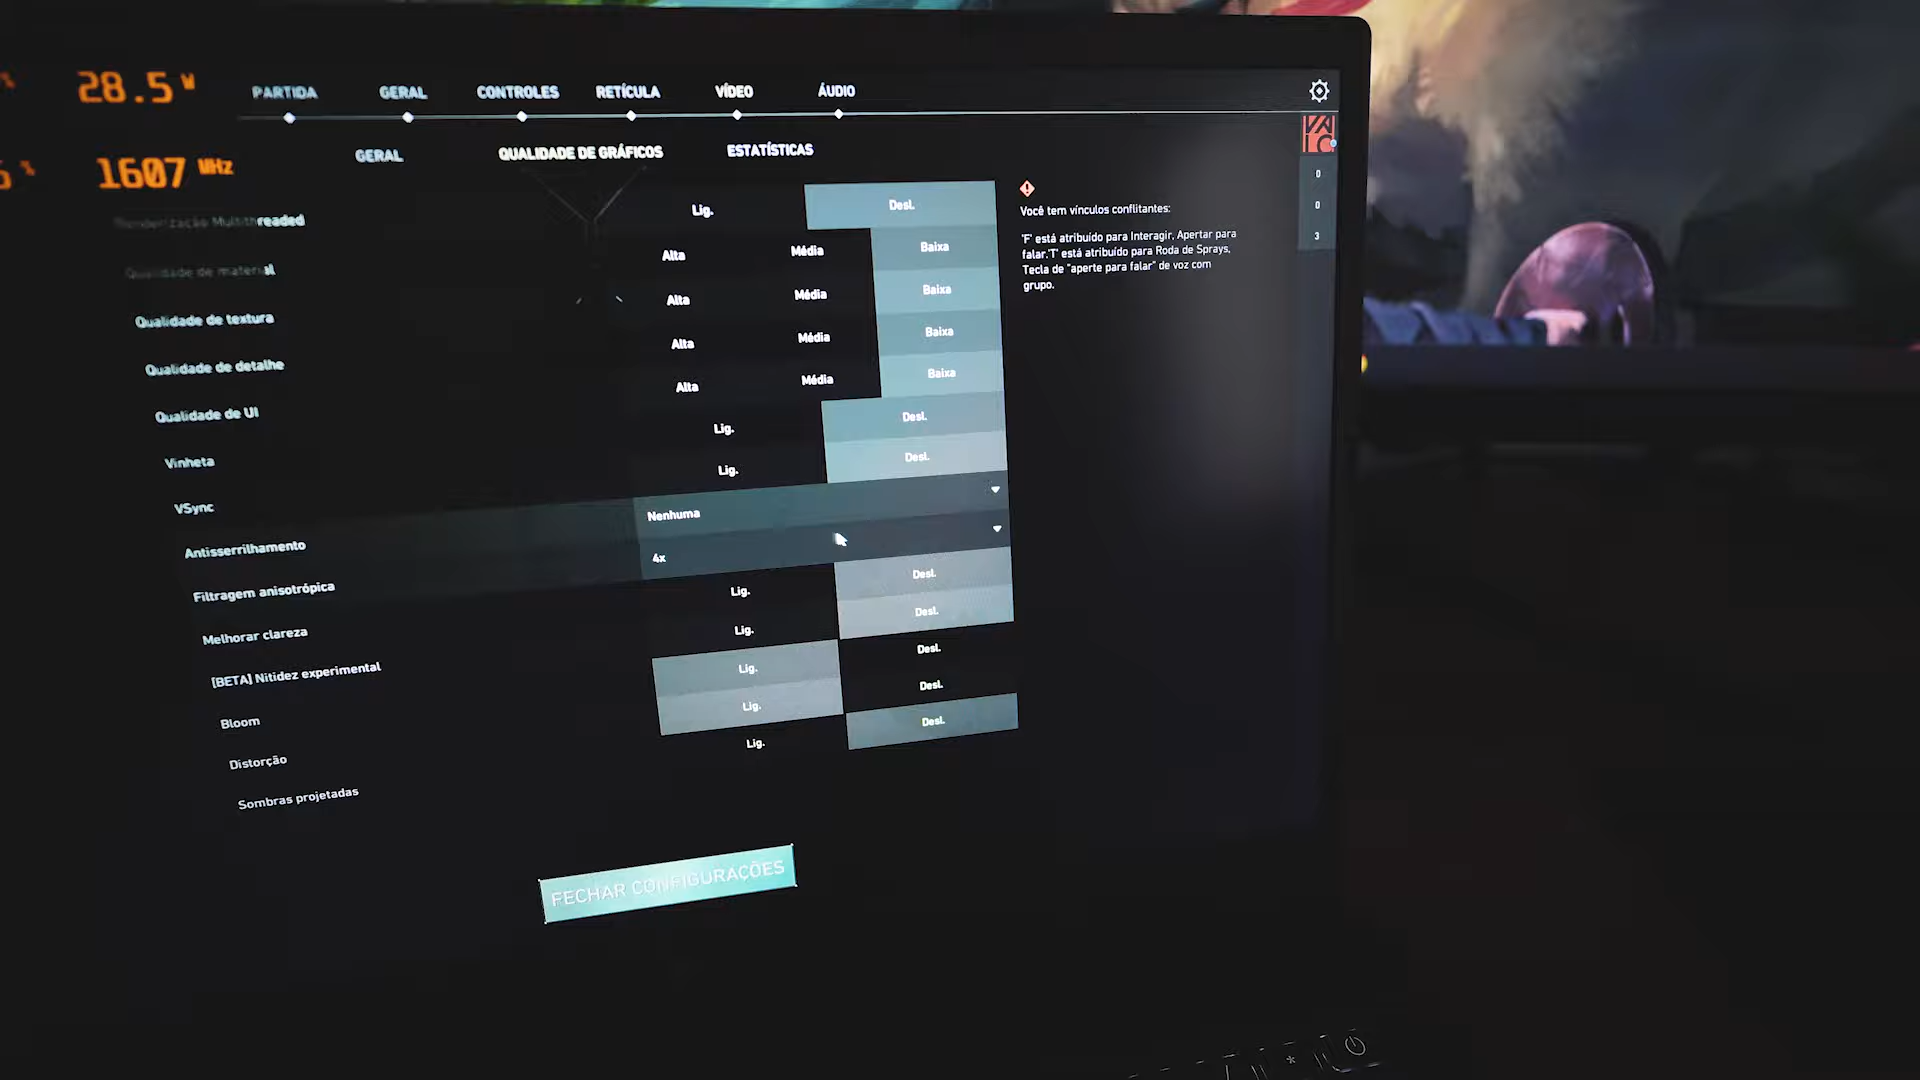 28.5 W
PARTIDA GERAL CONTROLES RETÍCULA VÍDEO ÁUDIO
1607 MHz
GERAL QUALIDADE DE GRÁFICOS ESTATÍSTICAS
Renderização Multithreaded Lig. Desl.
Qualidade de material Alta Média Baixa
Qualidade de textura Alta Média Baixa
Qualidade de detalhe Alta Média Baixa
Qualidade de UI Alta Média Baixa
Vinheta Lig. Desl.
VSync Lig. Desl.
Antisserrilhamento Nenhuma
Filtragem anisotrópica 4x
Melhorar clareza Lig. Desl.
[BETA] Nitidez experimental Lig. Desl.
Bloom Lig. Desl.
Distorção Lig. Desl.
Sombras projetadas Lig. Desl.
FECHAR CONFIGURAÇÕES
Você tem vínculos conflitantes:
'F' está atribuído para Interagir, Apertar para
falar.'T' está atribuído para Roda de Sprays,
Tecla de "aperte para falar" de voz com
grupo.
0
0
3